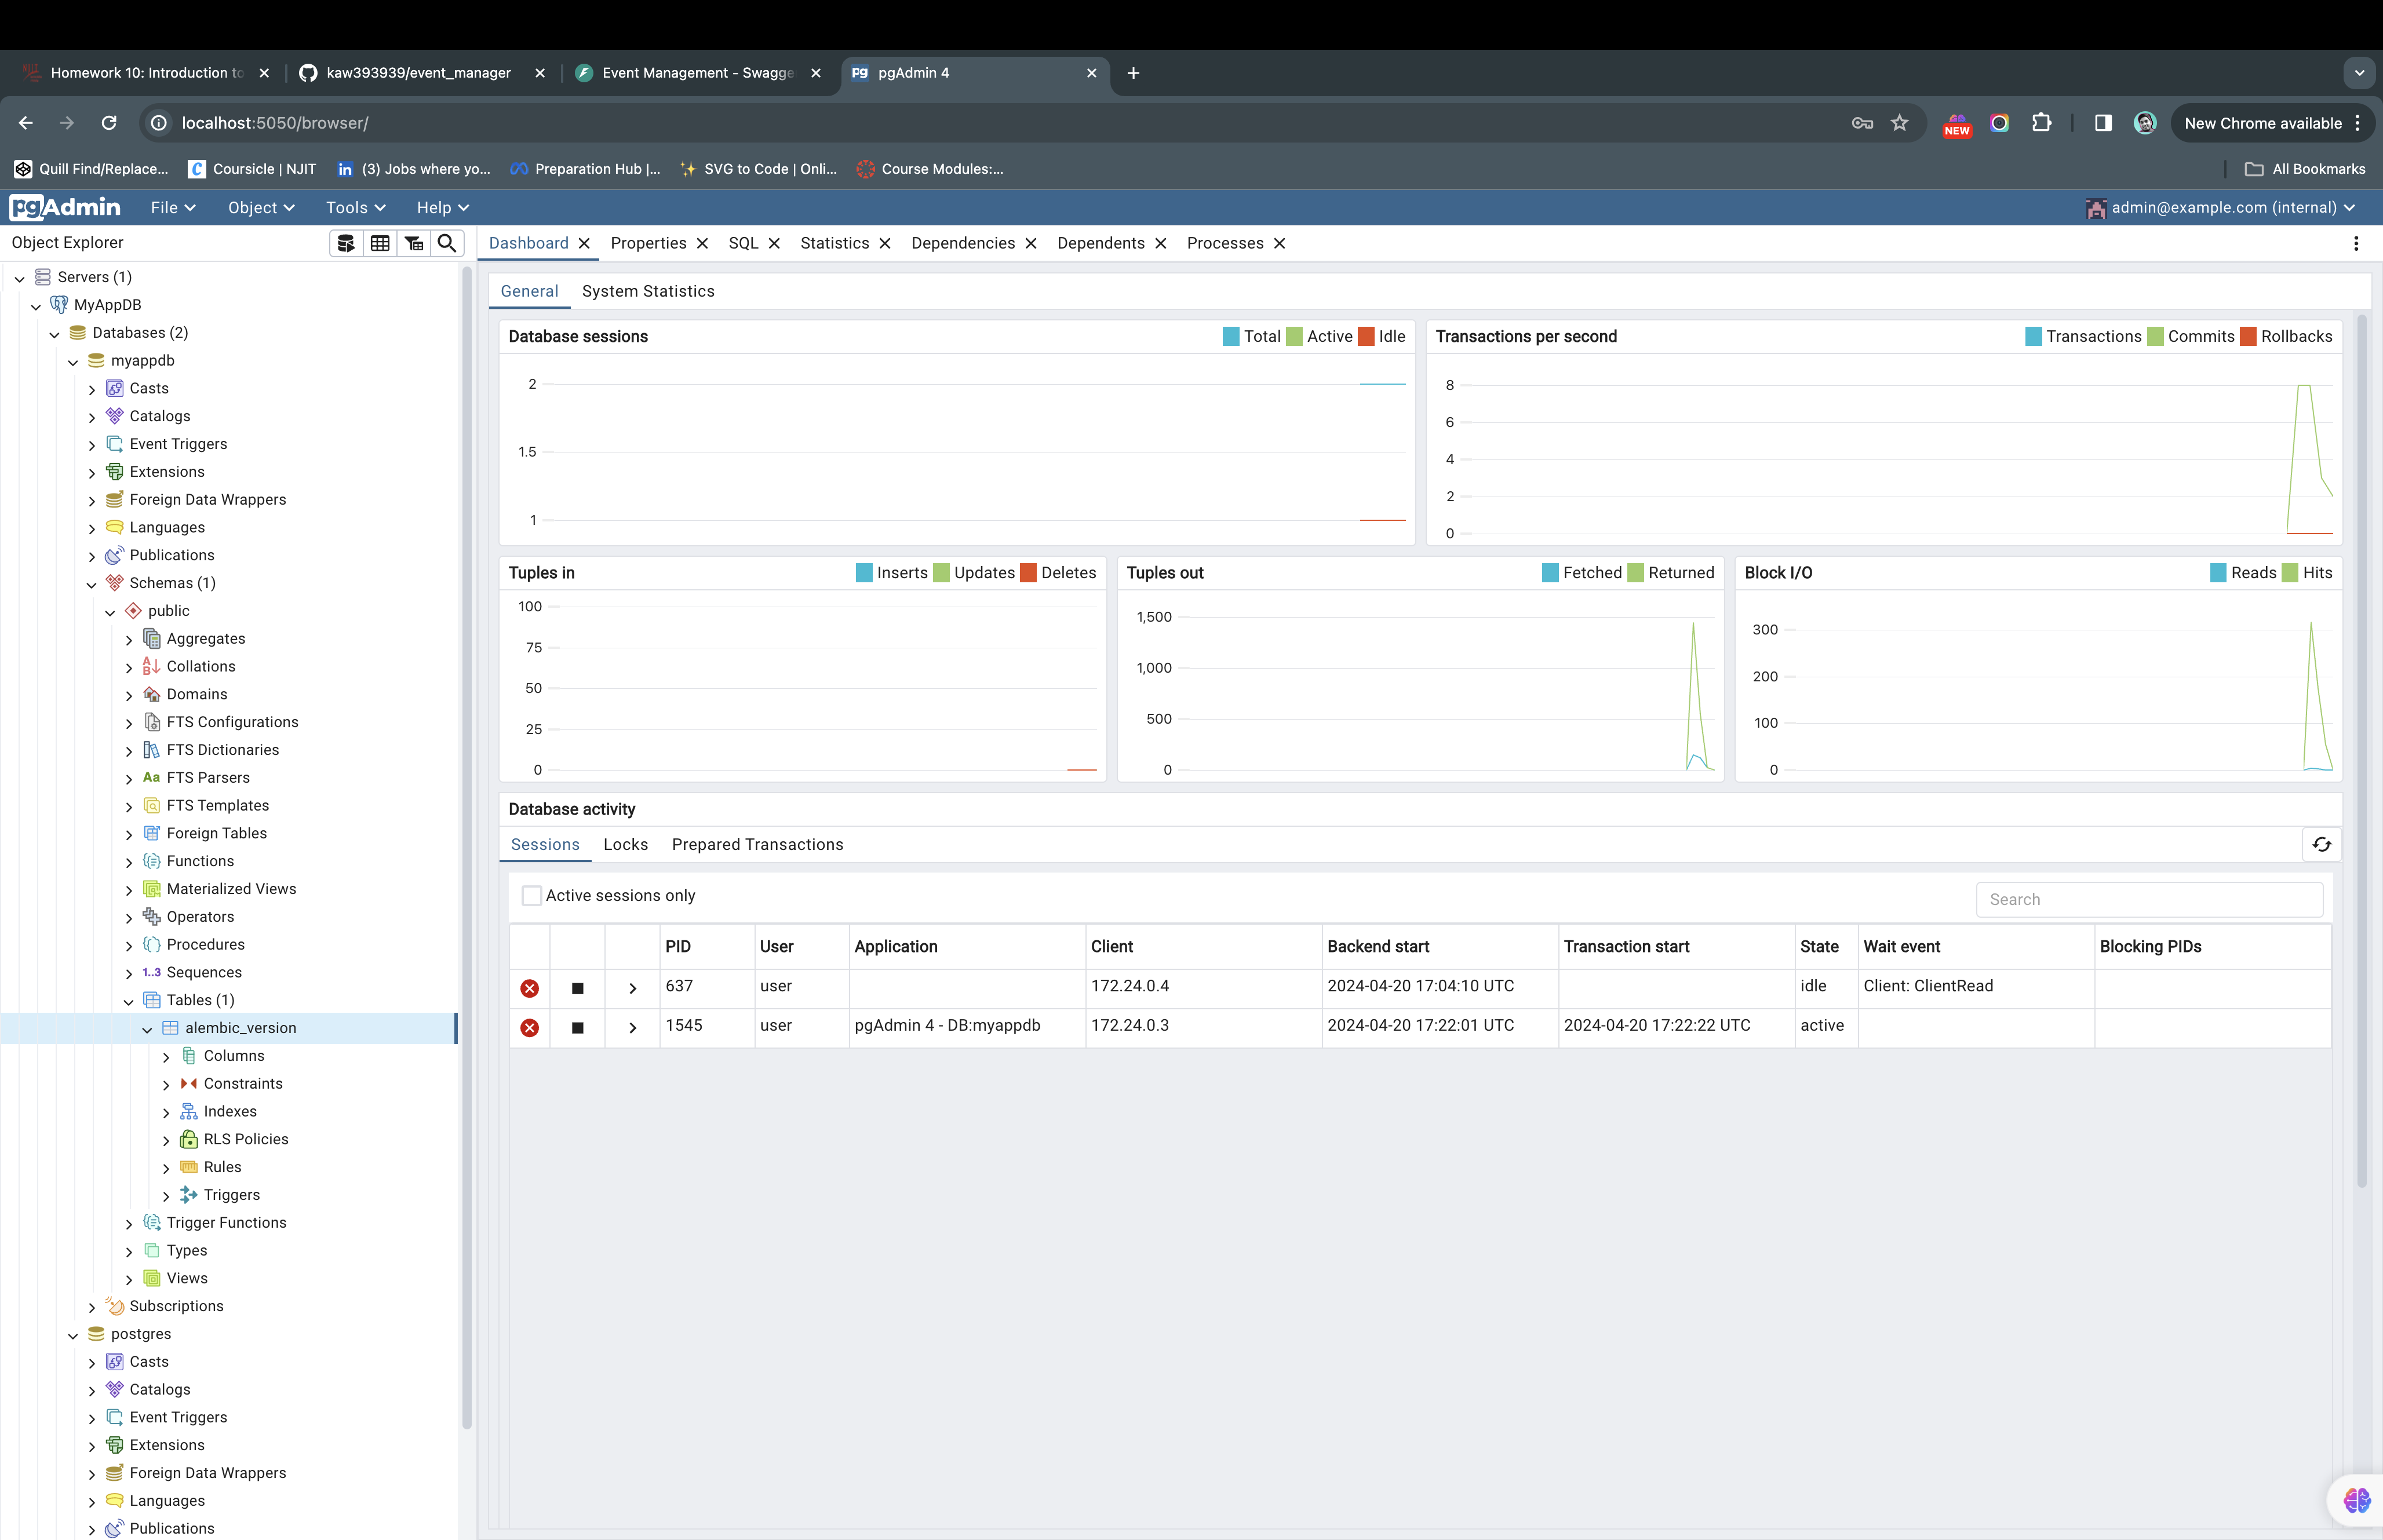 Homework 10: Introduction to
kaw393939/event_manager
Event Management - Swagge
pgAdmin 4
localhost:5050/browser/
NEW
New Chrome available
Quill Find/Replace...
Coursicle | NJIT
(3) Jobs where yo...
Preparation Hub |...
SVG to Code | Onli...
Course Modules:...
All Bookmarks
pgAdmin File Object Tools Help
admin@example.com (internal)
Object Explorer
Dashboard Properties SQL Statistics Dependencies Dependents Processes
Servers (1)
MyAppDB
Databases (2)
myappdb
Casts
Catalogs
Event Triggers
Extensions
Foreign Data Wrappers
Languages
Publications
Schemas (1)
public
Aggregates
Collations
Domains
FTS Configurations
FTS Dictionaries
FTS Parsers
FTS Templates
Foreign Tables
Functions
Materialized Views
Operators
Procedures
1..3 Sequences
Tables (1)
alembic_version
Columns
Constraints
Indexes
RLS Policies
Rules
Triggers
Trigger Functions
Types
Views
Subscriptions
postgres
Casts
Catalogs
Event Triggers
Extensions
Foreign Data Wrappers
Languages
Publications
General System Statistics
Database sessions
Total Active Idle
2
1.5
1
Transactions per second
Transactions Commits Rollbacks
8
6
4
2
0
Tuples in
Inserts Updates Deletes
100
75
50
25
0
Tuples out
Fetched Returned
1,500
1,000
500
0
Block I/O
Reads Hits
300
200
100
0
Database activity
Sessions Locks Prepared Transactions
Active sessions only
Search
PID User Application Client Backend start Transaction start State Wait event Blocking PIDs
637 user 172.24.0.4 2024-04-20 17:04:10 UTC idle Client: ClientRead
1545 user pgAdmin 4 - DB:myappdb 172.24.0.3 2024-04-20 17:22:01 UTC 2024-04-20 17:22:22 UTC active